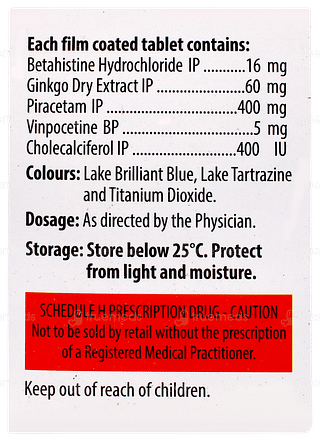 Each film coated tablet contains:
Betahistine Hydrochloride IP ...........16 mg
Ginkgo Dry Extract IP .......................60 mg
Piracetam IP ..................................400 mg
Vinpocetine BP ..................................5 mg
Cholecalciferol IP ...........................400 IU
Colours: Lake Brilliant Blue, Lake Tartrazine
and Titanium Dioxide.
Dosage: As directed by the Physician.
Storage: Store below 25°C. Protect
from light and moisture.
SCHEDULE H PRESCRIPTION DRUG - CAUTION
Not to be sold by retail without the prescription
of a Registered Medical Practitioner.
Keep out of reach of children.